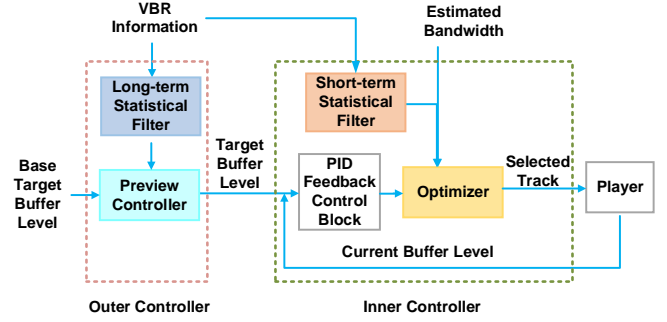 VBR
Information
Estimated
Bandwidth
Long-term
Statistical
Filter
Short-term
Statistical
Filter
Base
Target
Buffer
Level
Preview
Controller
Target
Buffer
Level
PID
Feedback
Control
Block
Optimizer
Selected
Track
Player
Current Buffer Level
Outer Controller
Inner Controller